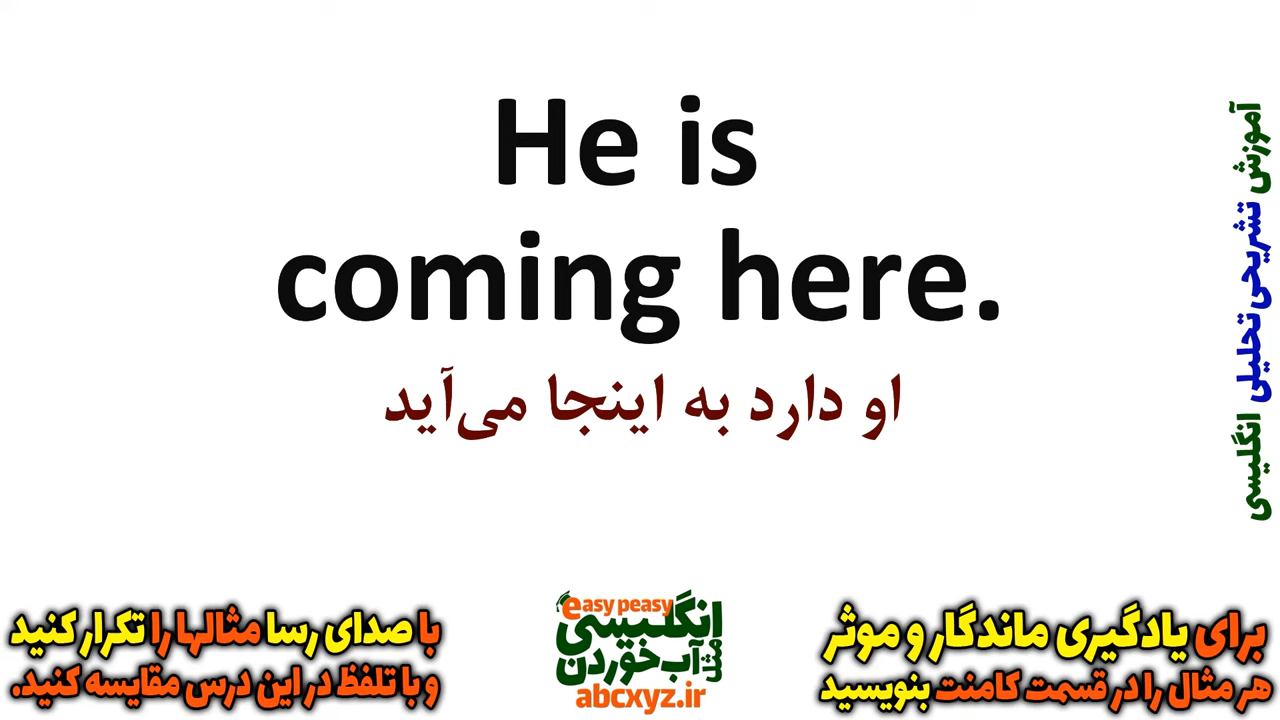 He is
coming here.
او دارد به اینجا می‌آید
آموزش تشریحی تحلیلی انگلیسی
با صدای رسا مثالها را تکرار کنید
و با تلفظ در این درس مقایسه کنید.
easy peasy
انگلیسی
مثل آب خوردن
abcxyz.ir
برای یادگیری ماندگار و موثر
هر مثال را در قسمت کامنت بنویسید